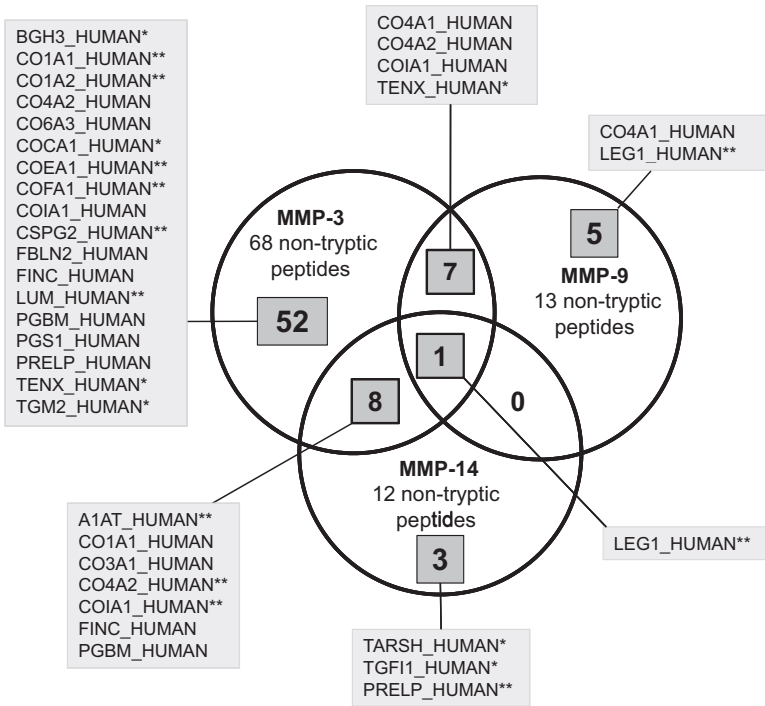 BGH3_HUMAN*
CO1A1_HUMAN**
CO1A2_HUMAN**
CO4A2_HUMAN
CO6A3_HUMAN
COCA1_HUMAN*
COEA1_HUMAN**
COFA1_HUMAN**
COIA1_HUMAN
CSPG2_HUMAN**
FBLN2_HUMAN
FINC_HUMAN
LUM_HUMAN**
PGBM_HUMAN
PGS1_HUMAN
PRELP_HUMAN
TENX_HUMAN*
TGM2_HUMAN*
CO4A1_HUMAN
CO4A2_HUMAN
COIA1_HUMAN
TENX_HUMAN*
CO4A1_HUMAN
LEG1_HUMAN**
MMP-3
68 non-tryptic
peptides
52
7
5
MMP-9
13 non-tryptic
peptides
1
8
0
MMP-14
12 non-tryptic
peptides
3
A1AT_HUMAN**
CO1A1_HUMAN
CO3A1_HUMAN
CO4A2_HUMAN**
COIA1_HUMAN**
FINC_HUMAN
PGBM_HUMAN
LEG1_HUMAN**
TARSH_HUMAN*
TGFI1_HUMAN*
PRELP_HUMAN**